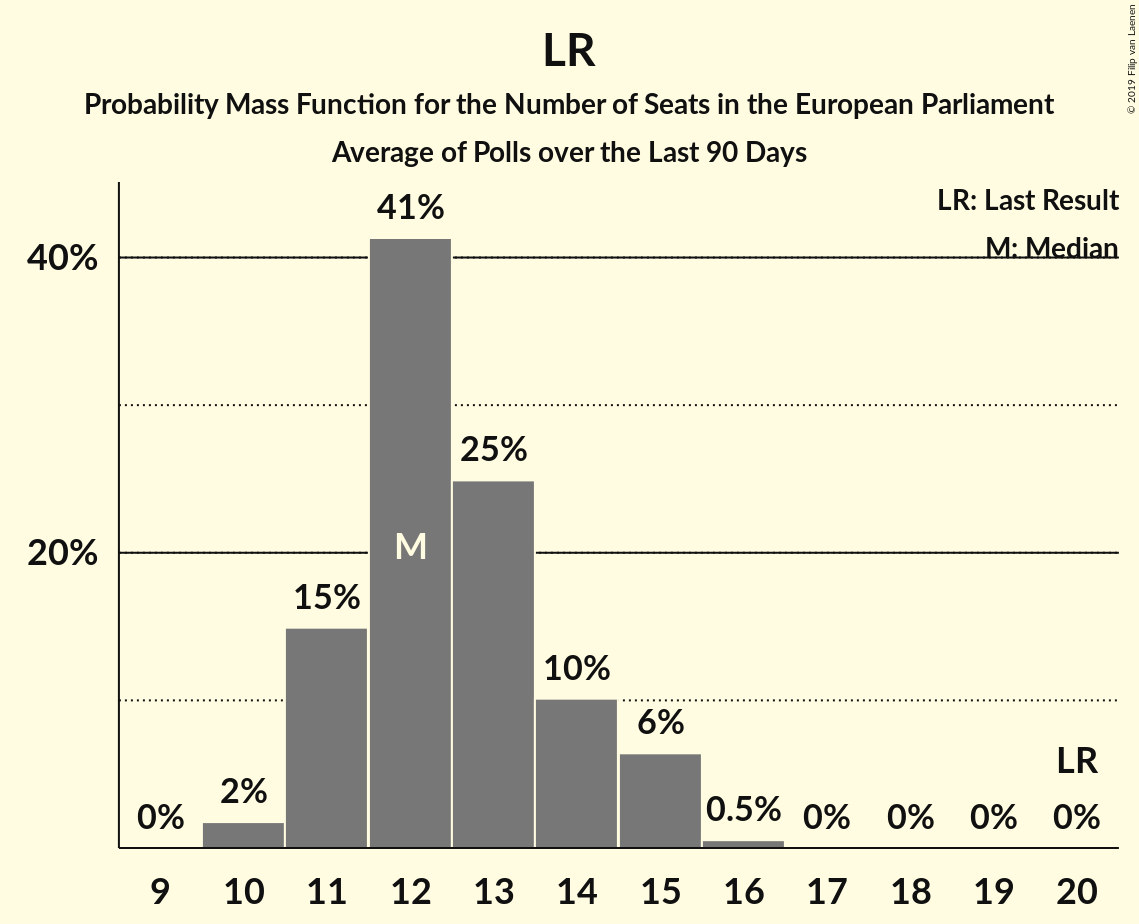 LR
Probability Mass Function for the Number of Seats in the European Parliament
Average of Polls over the Last 90 Days
© 2019 Filip van Laenen
LR: Last Result
M: Median
40%
20%
0%
2%
15%
41%
M
25%
10%
6%
0.5%
0%
0%
0%
LR
0%
9 10 11 12 13 14 15 16 17 18 19 20